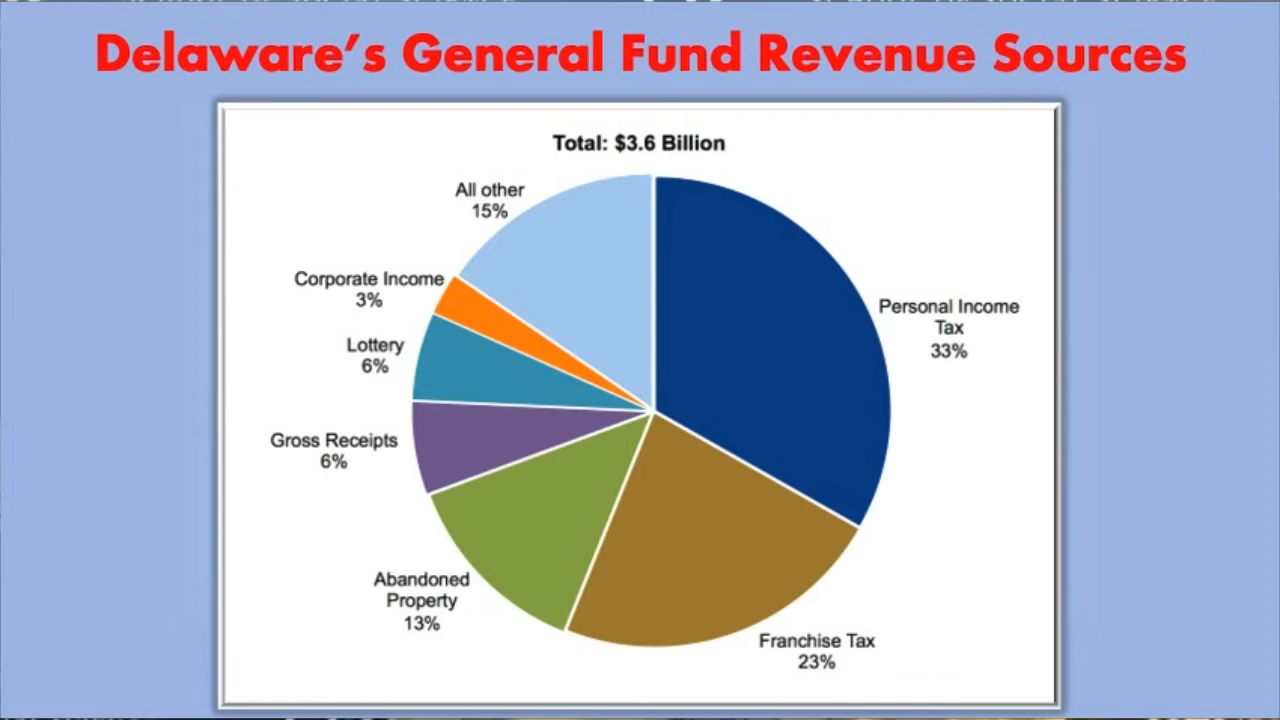 Delaware's General Fund Revenue Sources
Total: $3.6 Billion
All other
15%
Corporate Income
3%
Lottery
6%
Gross Receipts
6%
Abandoned
Property
13%
Franchise Tax
23%
Personal Income
Tax
33%